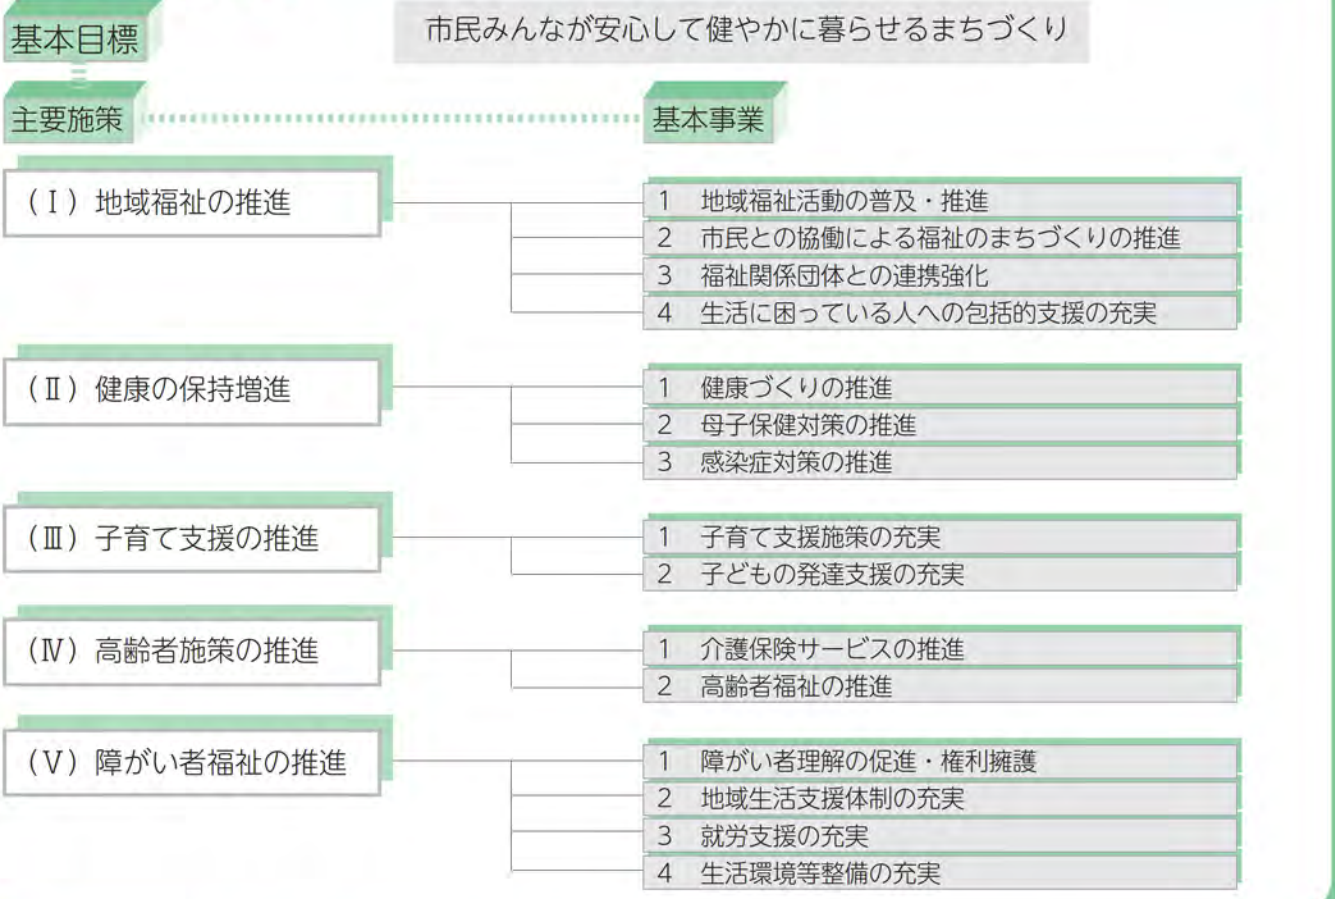 基本目標
市民みんなが安心して健やかに暮らせるまちづくり
主要施策
基本事業
(Ⅰ) 地域福祉の推進
1 地域福祉活動の普及・推進
2 市民との協働による福祉のまちづくりの推進
3 福祉関係団体との連携強化
4 生活に困っている人への包括的支援の充実
(Ⅱ) 健康の保持増進
1 健康づくりの推進
2 母子保健対策の推進
3 感染症対策の推進
(Ⅲ) 子育て支援の推進
1 子育て支援施策の充実
2 子どもの発達支援の充実
(Ⅳ) 高齢者施策の推進
1 介護保険サービスの推進
2 高齢者福祉の推進
(Ⅴ) 障がい者福祉の推進
1 障がい者理解の促進・権利擁護
2 地域生活支援体制の充実
3 就労支援の充実
4 生活環境等整備の充実